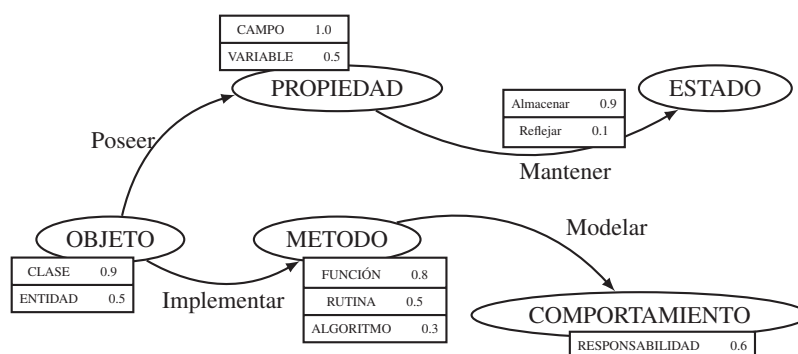 CAMPO 1.0
VARIABLE 0.5
PROPIEDAD
ESTADO
Almacenar 0.9
Reflejar 0.1
Poseer
Mantener
OBJETO
METODO
Modelar
CLASE 0.9
ENTIDAD 0.5
Implementar
FUNCIÓN 0.8
RUTINA 0.5
ALGORITMO 0.3
COMPORTAMIENTO
RESPONSABILIDAD 0.6